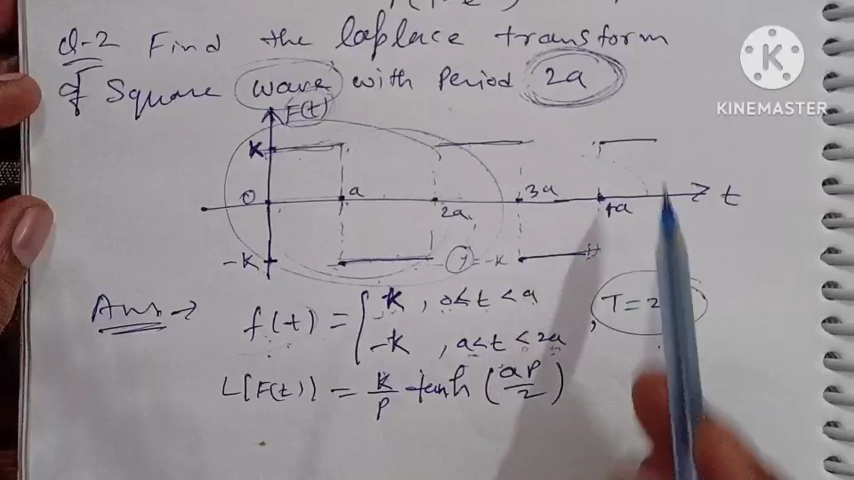 Q-2 Find the laplace transform
of Square wave with Period 2a
F(t)
K
0 a 2a 3a 4a t
-K y = -K
Ans → f(t) = { K , 0<t<a
-K , a<t<2a , T=2
L[F(t)] = K/P tanh (aP/2)
K
KINEMASTER